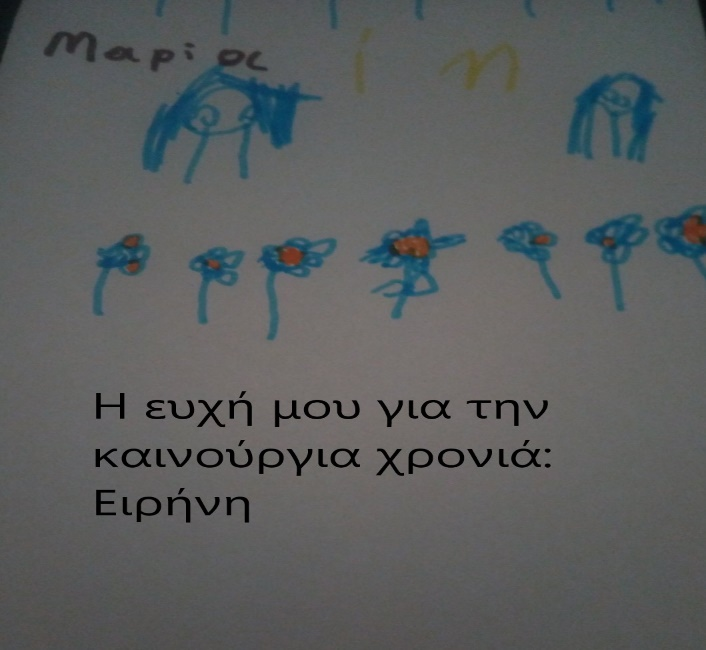 Μαρίος
ί η
Η ευχή μου για την
καινούργια χρονιά:
Ειρήνη